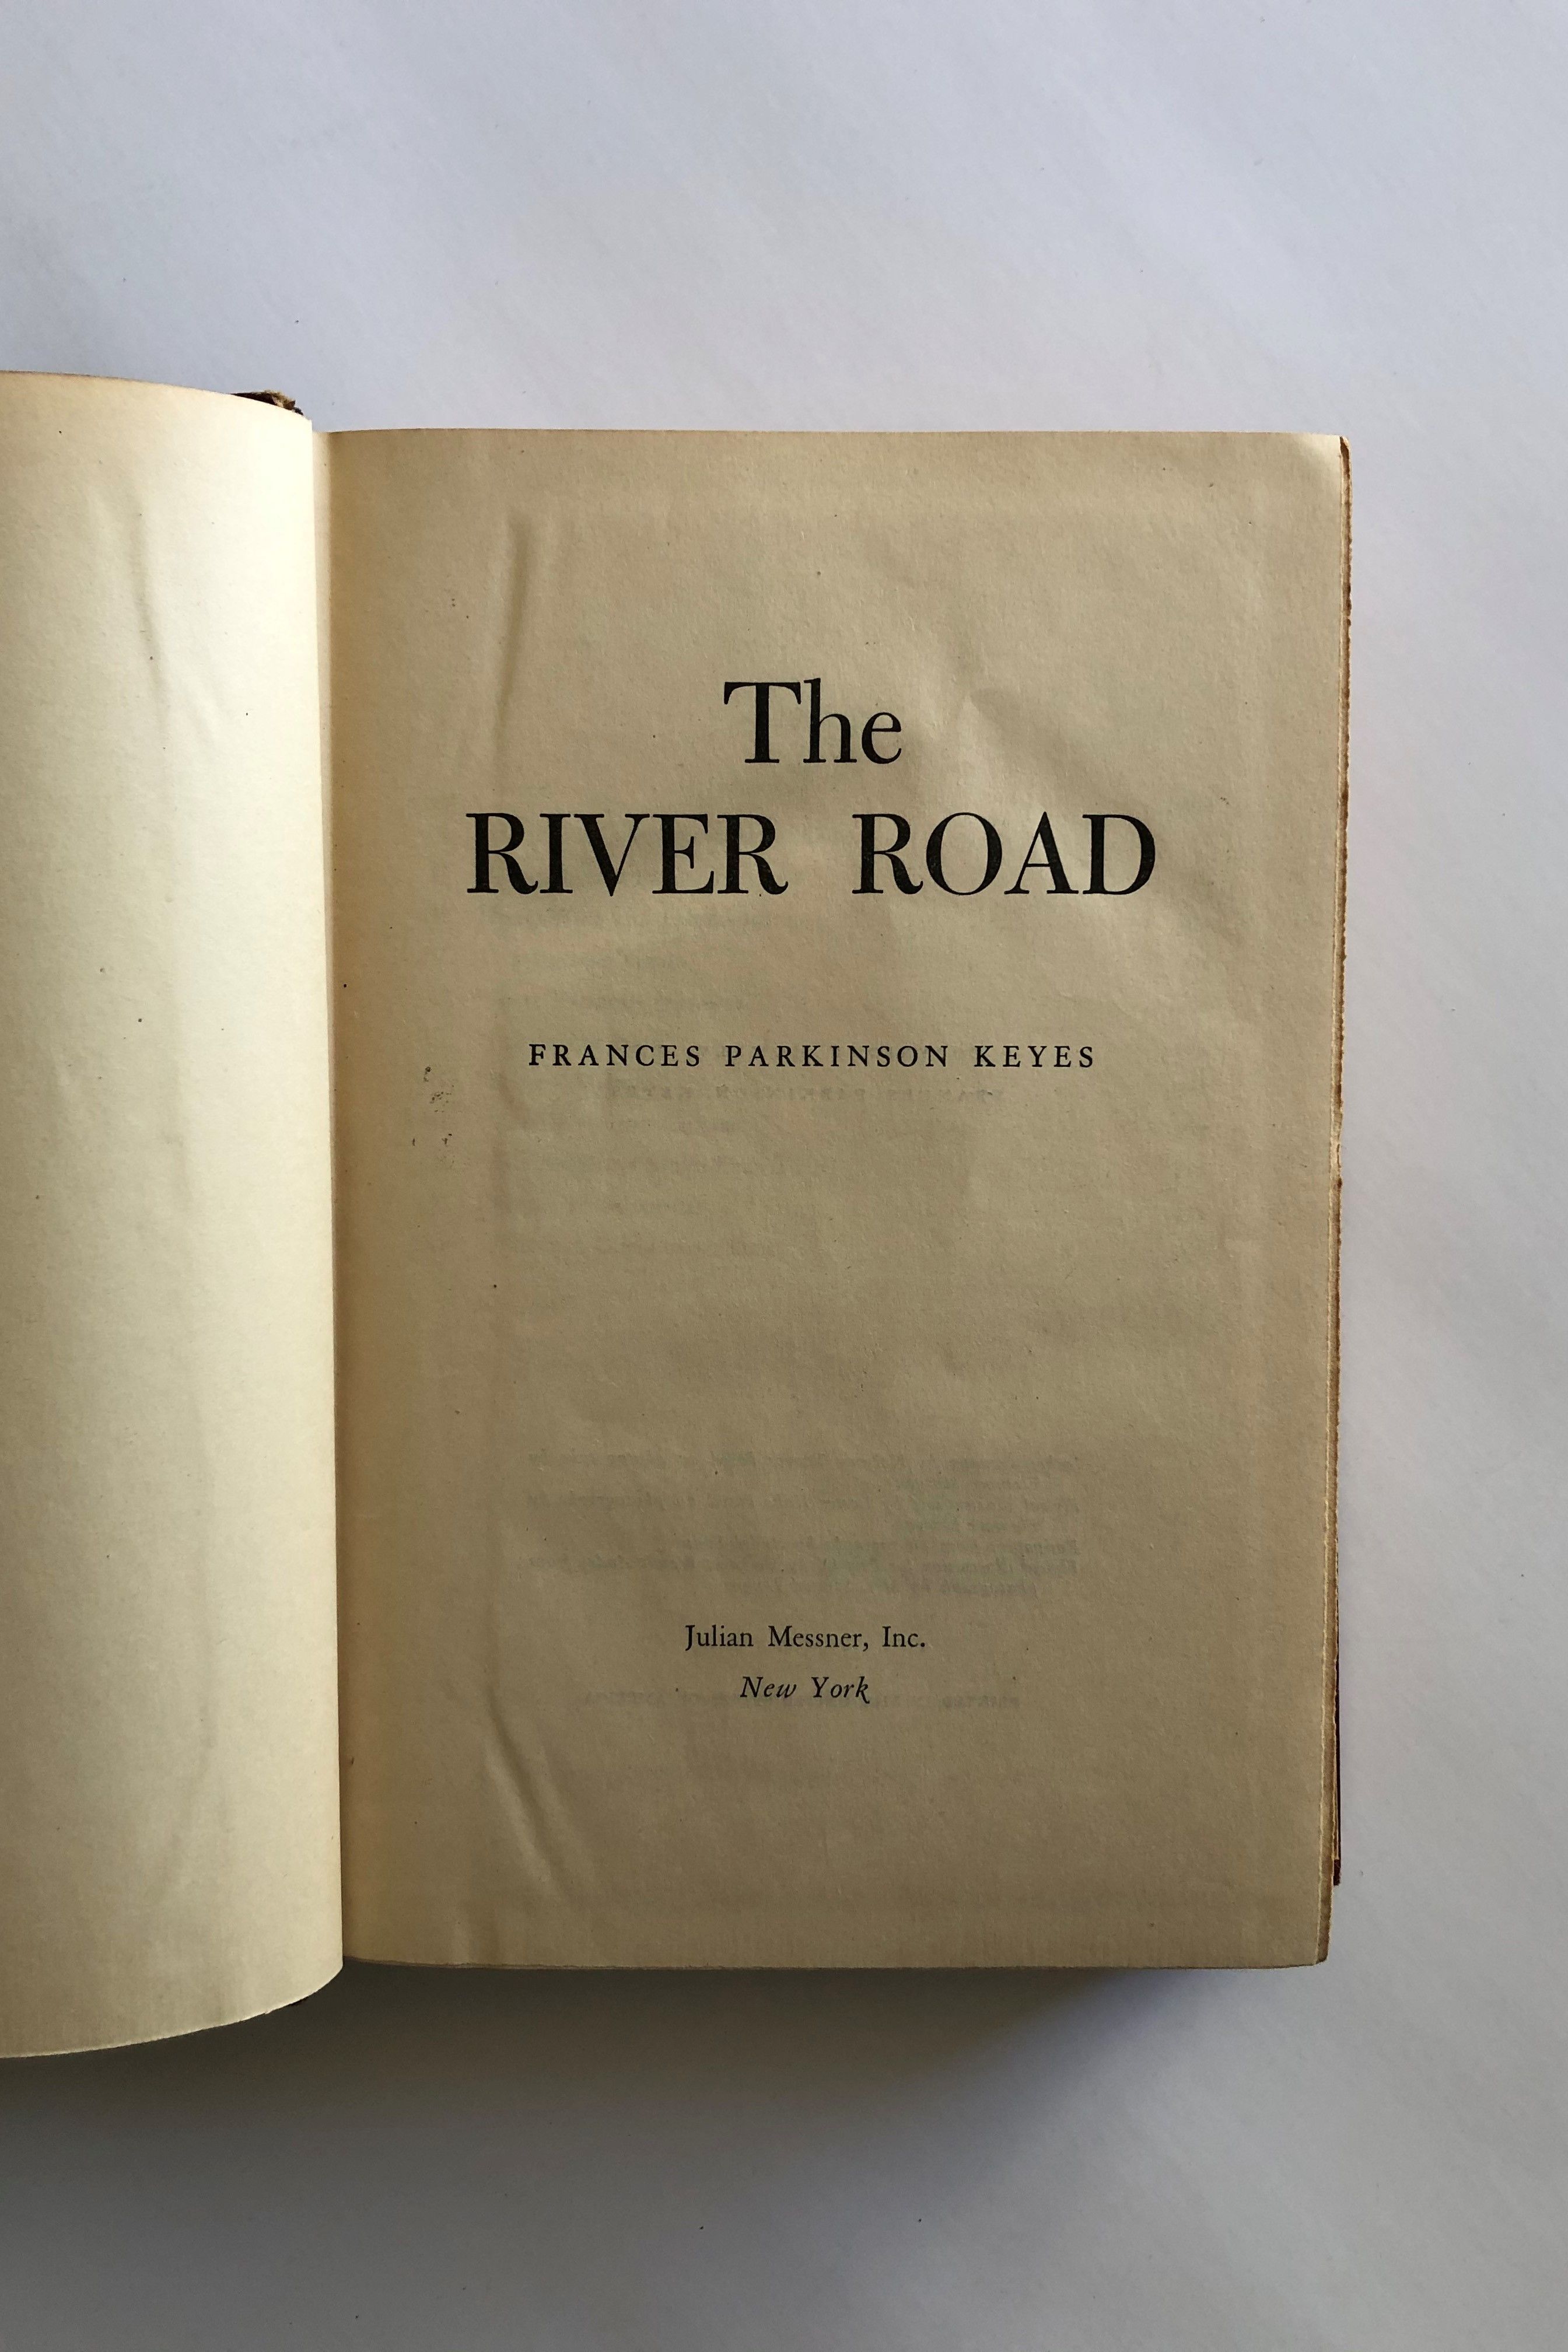 The
RIVER ROAD
FRANCES PARKINSON KEYES
Julian Messner, Inc.
New York